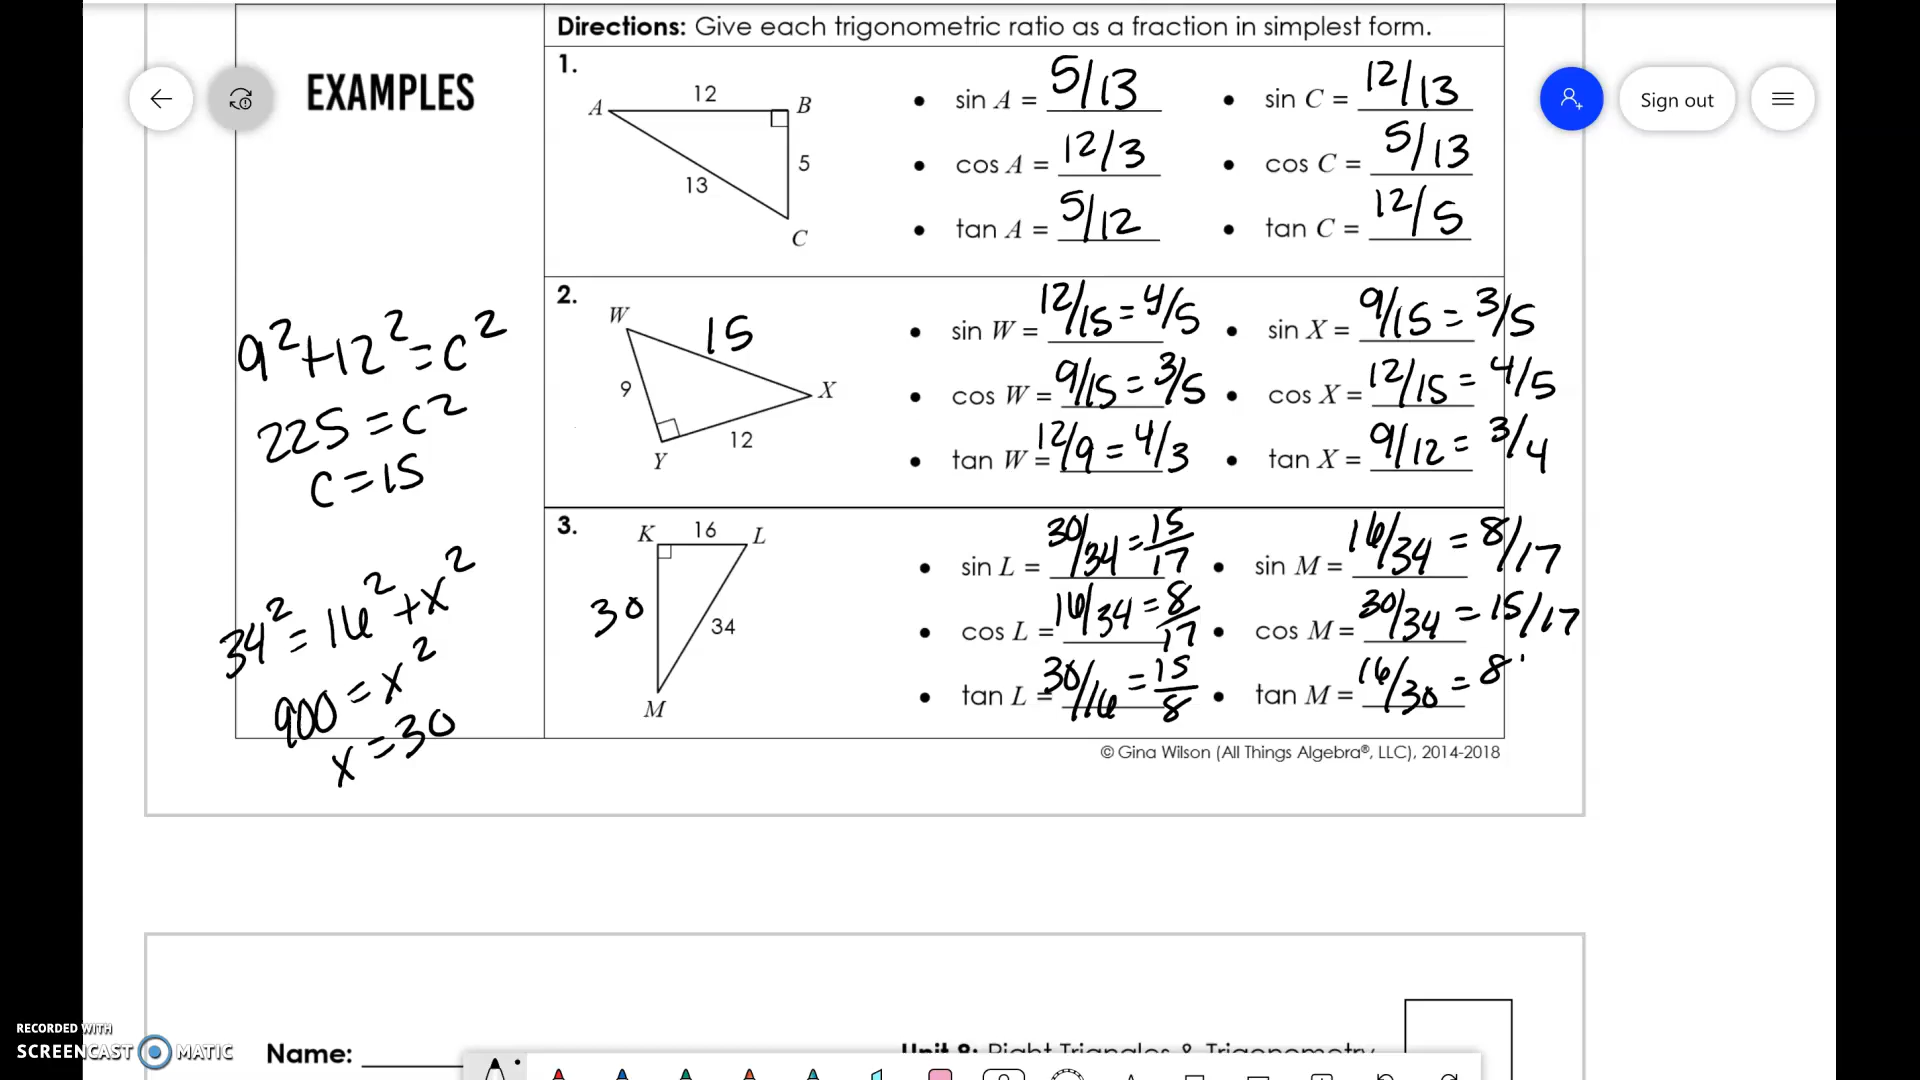 Directions: Give each trigonometric ratio as a fraction in simplest form.
EXAMPLES
Sign out
1.
A
12
B
5
13
C
• sin A = 5/13
• sin C = 12/13
• cos A = 12/3
• cos C = 5/13
• tan A = 5/12
• tan C = 12/5
9²+12²=c²
225=c²
c=15
2.
W
15
9
X
12
Y
• sin W = 12/15=4/5
• sin X = 9/15=3/5
• cos W = 9/15=3/5
• cos X = 12/15=4/5
• tan W = 12/9=4/3
• tan X = 9/12=3/4
34²=16²+x²
900=x²
x=30
3.
K
16
L
30
34
M
• sin L = 30/34=15/17
• sin M = 16/34=8/17
• cos L = 16/34=8/17
• cos M = 30/34=15/17
• tan L = 30/16=15/8
• tan M = 16/30=8
© Gina Wilson (All Things Algebra®, LLC), 2014-2018
RECORDED WITH
SCREENCAST MATIC
Name:
Unit 8: Right Triangles & Trigonometry